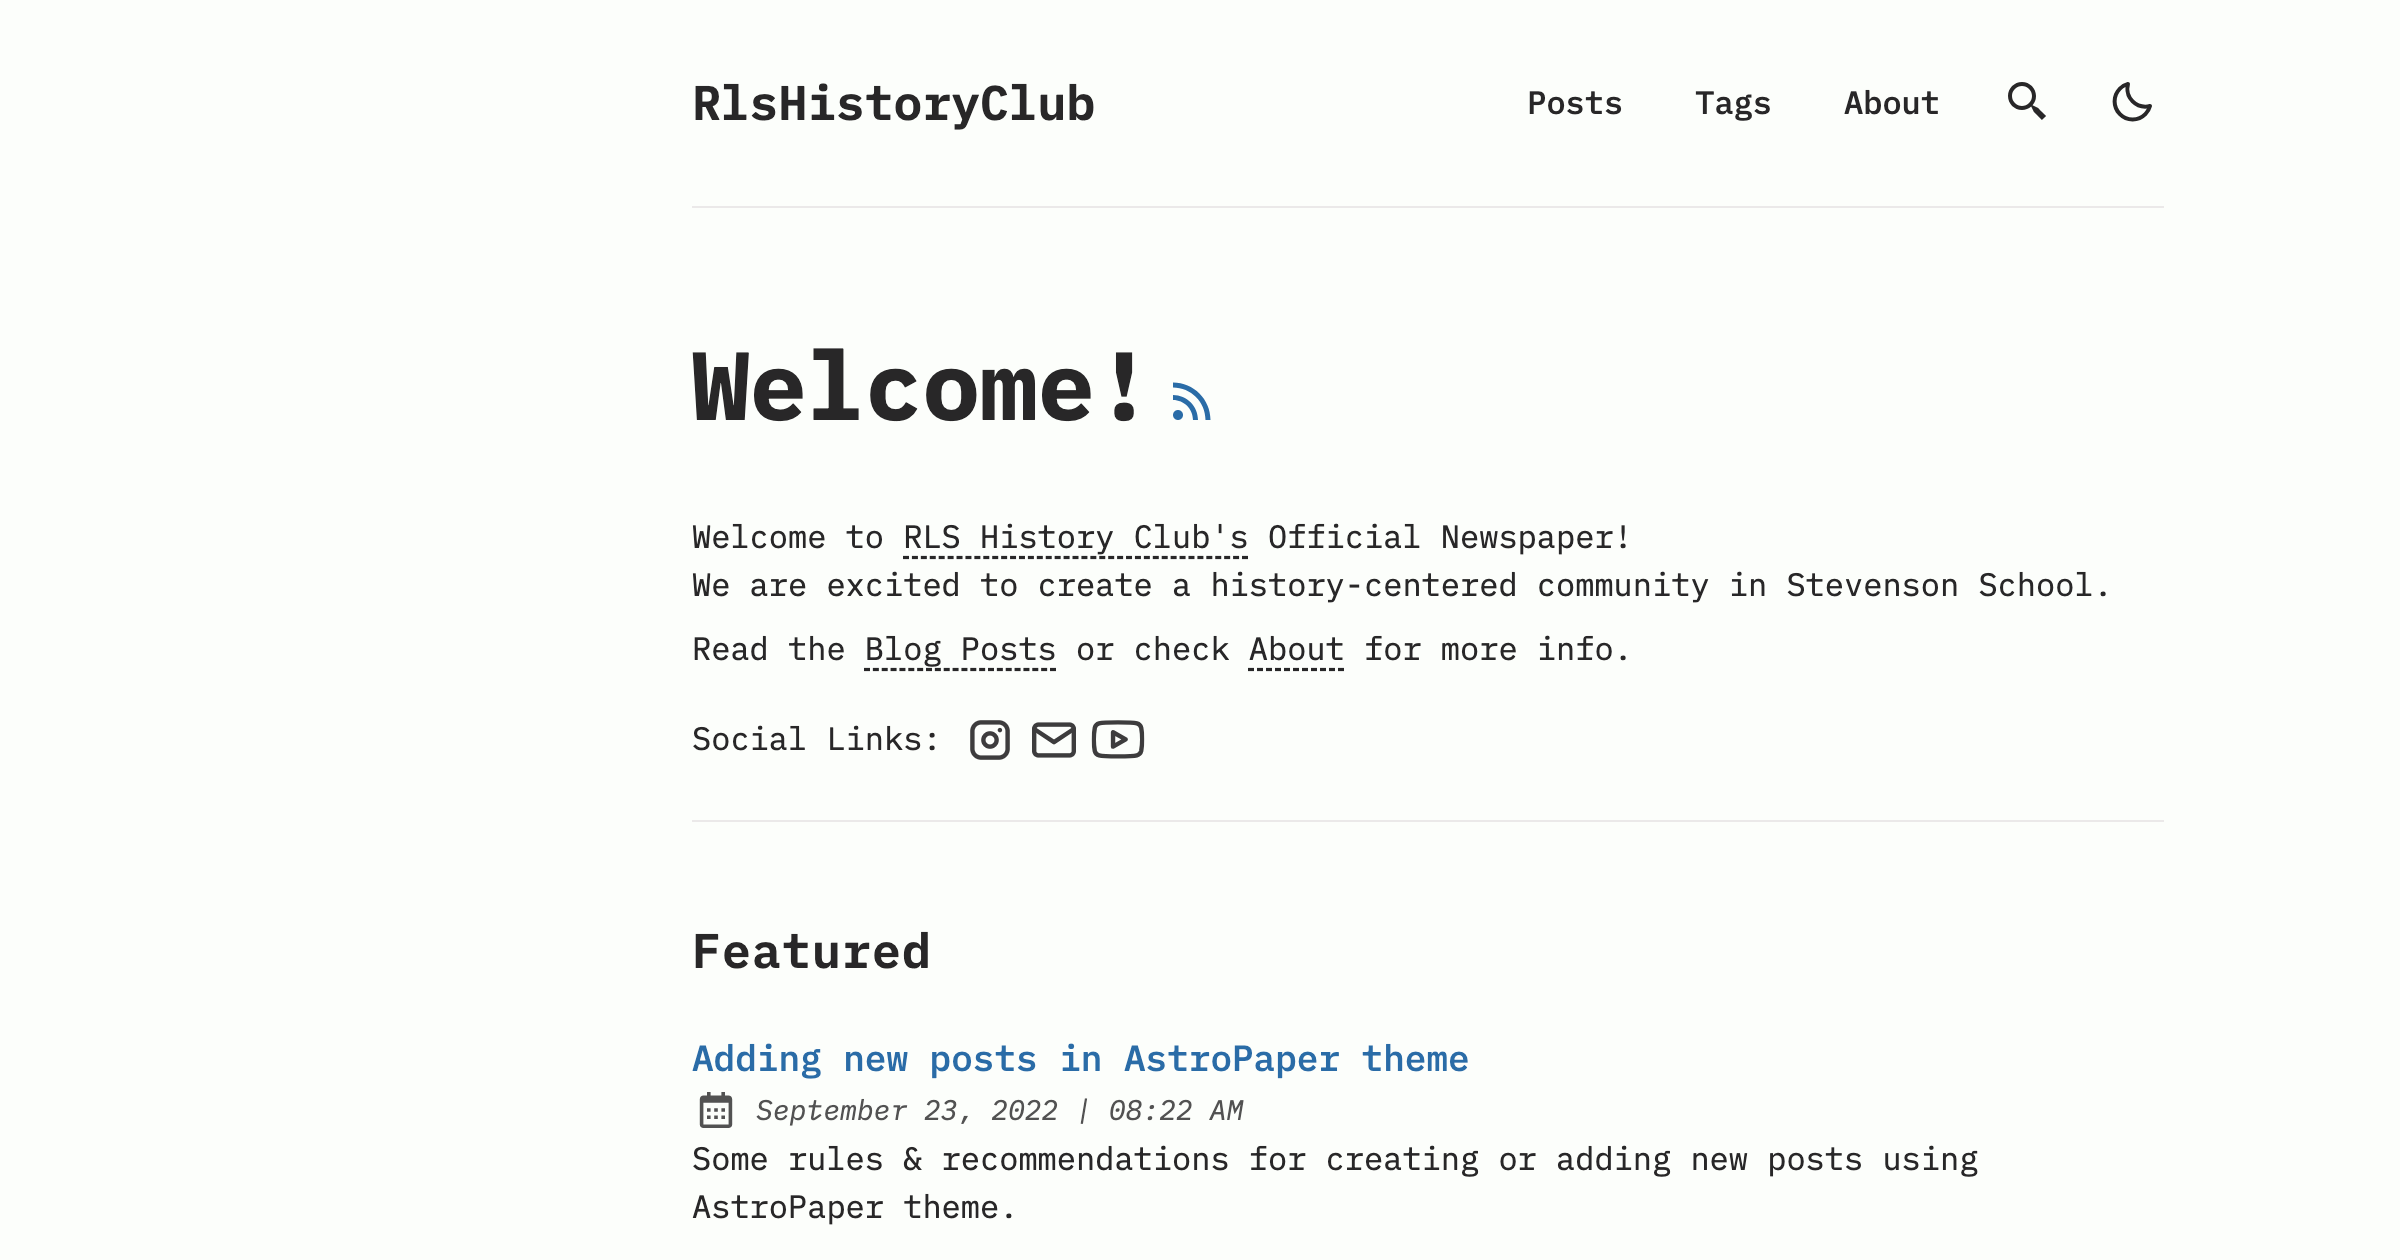 RlsHistoryClub
Posts
Tags
About
Welcome!
Welcome to RLS History Club's Official Newspaper!
We are excited to create a history-centered community in Stevenson School.
Read the Blog Posts or check About for more info.
Social Links:
Featured
Adding new posts in AstroPaper theme
September 23, 2022 | 08:22 AM
Some rules & recommendations for creating or adding new posts using
AstroPaper theme.